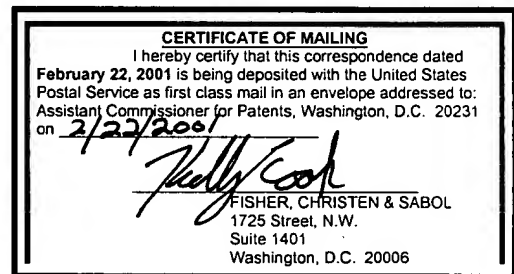 CERTIFICATE OF MAILING
I hereby certify that this correspondence dated
February 22, 2001 is being deposited with the United States
Postal Service as first class mail in an envelope addressed to:
Assistant Commissioner for Patents, Washington, D.C. 20231
on 2/22/2001
Kelly Cook
FISHER, CHRISTEN & SABOL
1725 Street, N.W.
Suite 1401
Washington, D.C. 20006